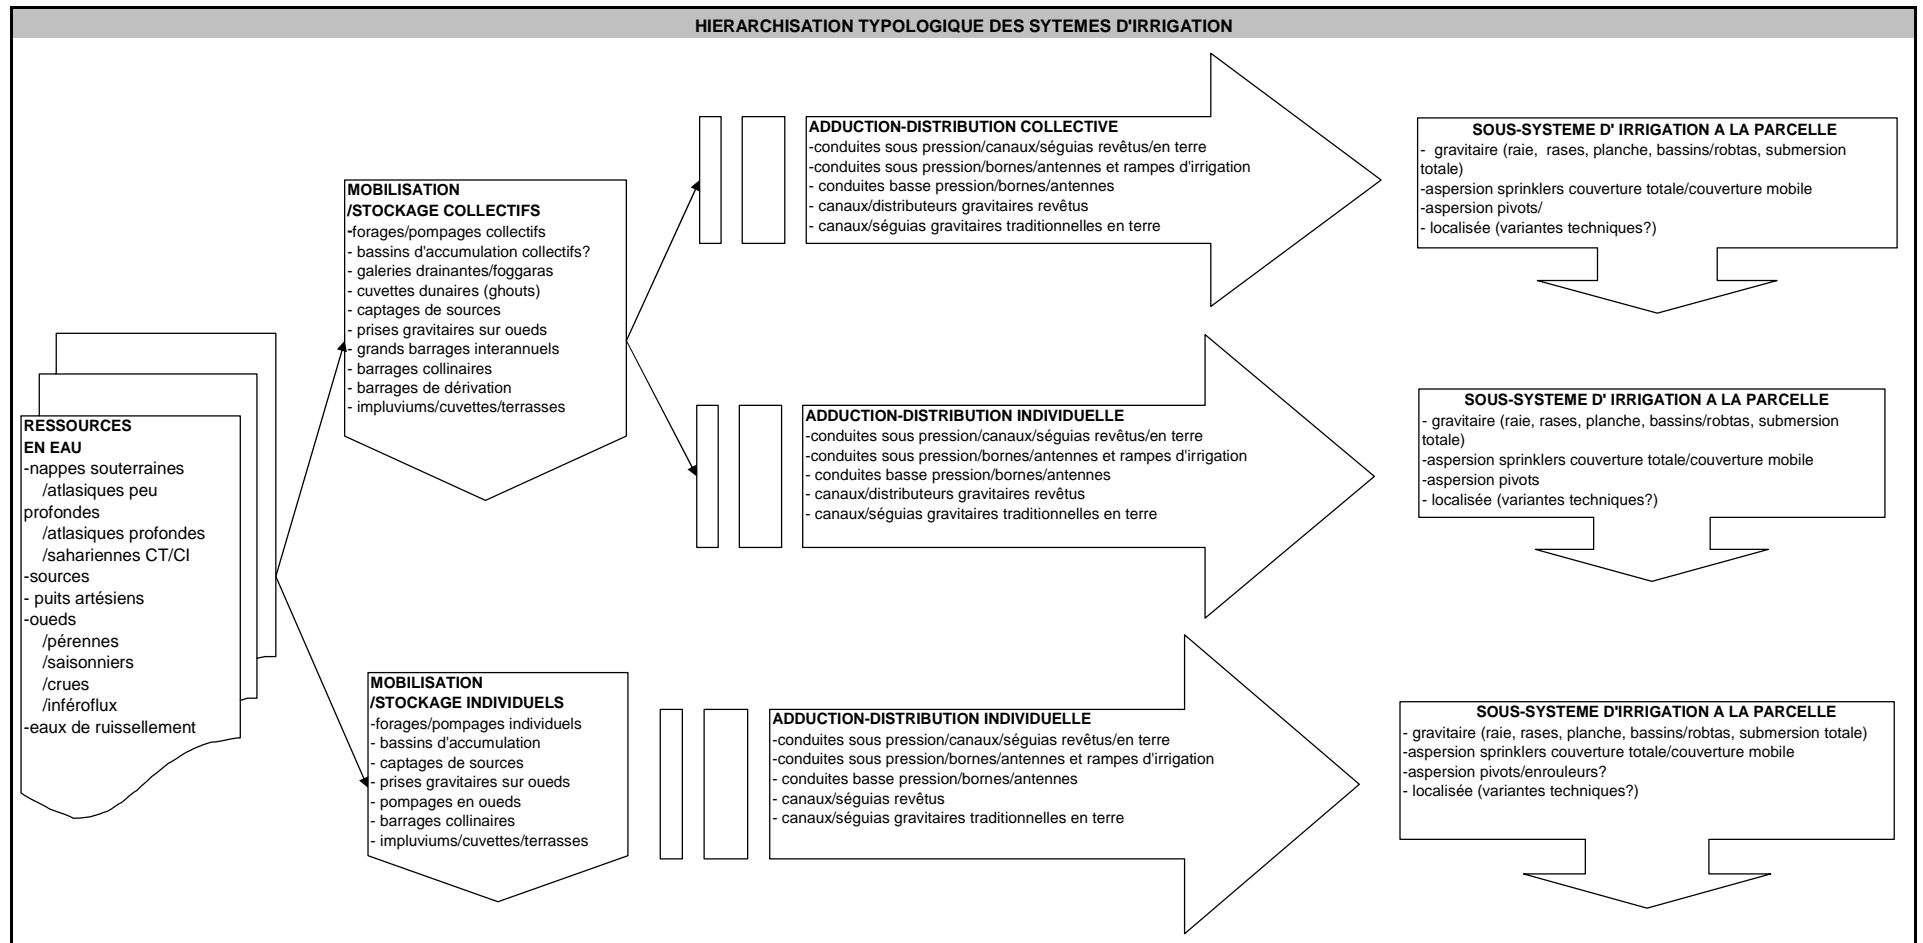 HIERARCHISATION TYPOLOGIQUE DES SYTEMES D'IRRIGATION
RESSOURCES
EN EAU
-nappes souterraines
/atlasiques peu
profondes
/atlasiques profondes
/sahariennes CT/CI
-sources
- puits artésiens
-oueds
/pérennes
/saisonniers
/crues
/inféroflux
-eaux de ruissellement
MOBILISATION
/STOCKAGE COLLECTIFS
-forages/pompages collectifs
- bassins d'accumulation collectifs?
- galeries drainantes/foggaras
- cuvettes dunaires (ghouts)
- captages de sources
- prises gravitaires sur oueds
- grands barrages interannuels
- barrages collinaires
- barrages de dérivation
- impluviums/cuvettes/terrasses
MOBILISATION
/STOCKAGE INDIVIDUELS
-forages/pompages individuels
- bassins d'accumulation
- captages de sources
- prises gravitaires sur oueds
- pompages en oueds
- barrages collinaires
- impluviums/cuvettes/terrasses
ADDUCTION-DISTRIBUTION COLLECTIVE
-conduites sous pression/canaux/séguias revêtus/en terre
-conduites sous pression/bornes/antennes et rampes d'irrigation
- conduites basse pression/bornes/antennes
- canaux/distributeurs gravitaires revêtus
- canaux/séguias gravitaires traditionnelles en terre
SOUS-SYSTEME D' IRRIGATION A LA PARCELLE
- gravitaire (raie, rases, planche, bassins/robtas, submersion
totale)
-aspersion sprinklers couverture totale/couverture mobile
-aspersion pivots/
- localisée (variantes techniques?)
ADDUCTION-DISTRIBUTION INDIVIDUELLE
-conduites sous pression/canaux/séguias revêtus/en terre
-conduites sous pression/bornes/antennes et rampes d'irrigation
- conduites basse pression/bornes/antennes
- canaux/distributeurs gravitaires revêtus
- canaux/séguias gravitaires traditionnelles en terre
SOUS-SYSTEME D' IRRIGATION A LA PARCELLE
- gravitaire (raie, rases, planche, bassins/robtas, submersion
totale)
-aspersion sprinklers couverture totale/couverture mobile
-aspersion pivots
- localisée (variantes techniques?)
ADDUCTION-DISTRIBUTION INDIVIDUELLE
-conduites sous pression/canaux/séguias revêtus/en terre
-conduites sous pression/bornes/antennes et rampes d'irrigation
- conduites basse pression/bornes/antennes
- canaux/séguias revêtus
- canaux/séguias gravitaires traditionnelles en terre
SOUS-SYSTEME D'IRRIGATION A LA PARCELLE
- gravitaire (raie, rases, planche, bassins/robtas, submersion totale)
-aspersion sprinklers couverture totale/couverture mobile
-aspersion pivots/enrouleurs?
- localisée (variantes techniques?)